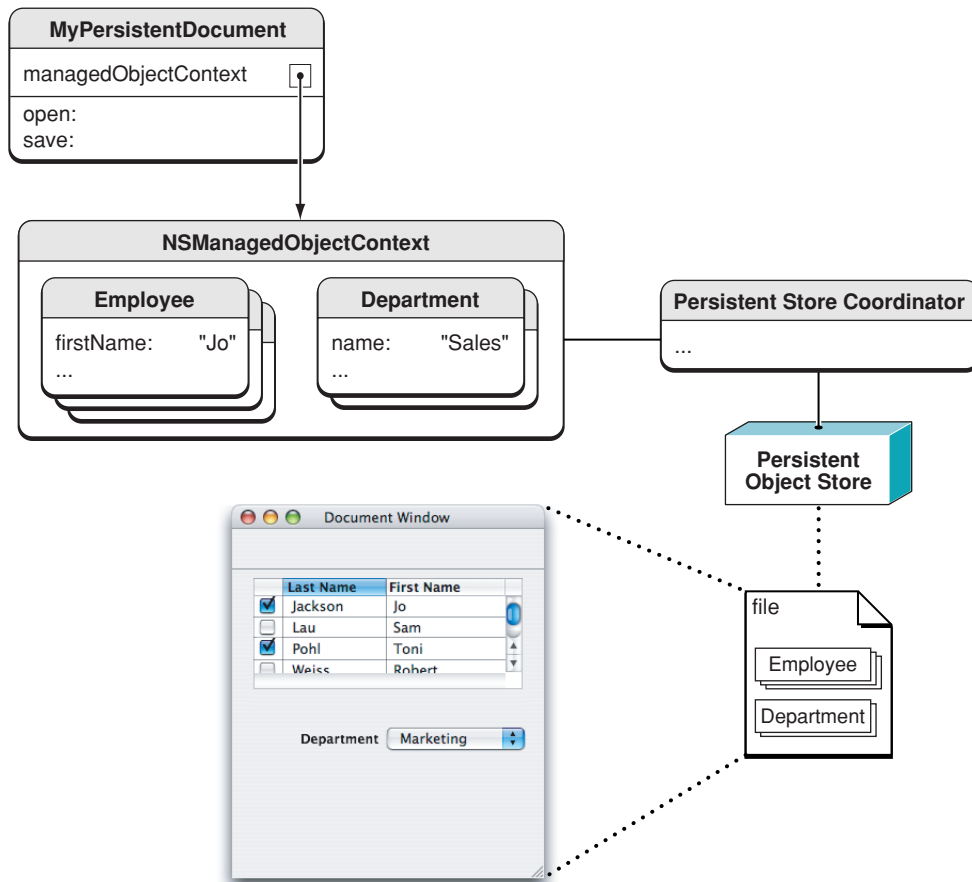 MyPersistentDocument
managedObjectContext
open:
save:
NSManagedObjectContext
Employee
firstName: "Jo"
...
Department
name: "Sales"
...
Persistent Store Coordinator
...
Persistent
Object Store
Document Window
Last Name First Name
Jackson Jo
Lau Sam
Pohl Toni
Weiss Robert
Department Marketing
file
Employee
Department